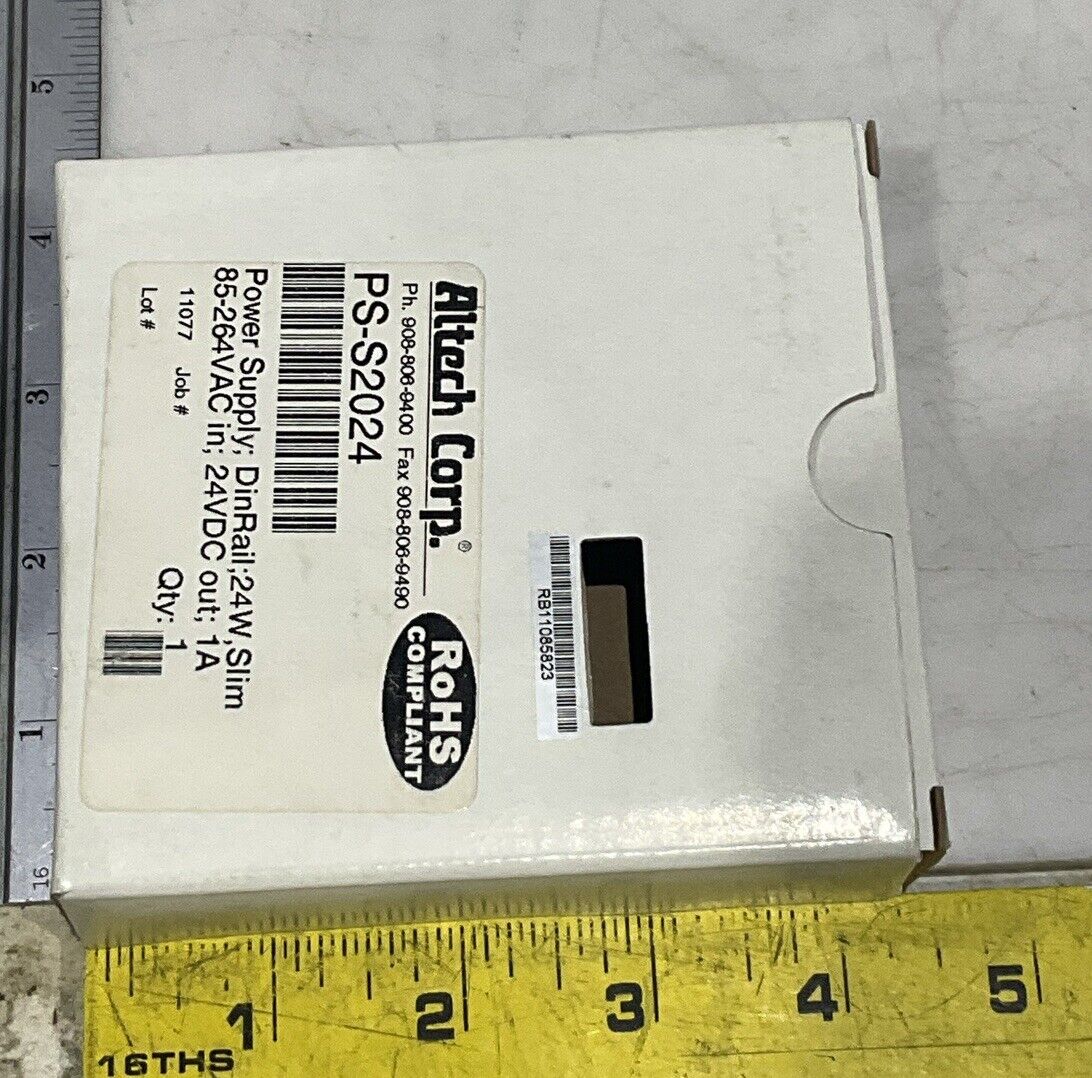 Altech Corp.®
Ph. 908-806-9400 Fax 908-806-9490
PS-S2024
Power Supply; DinRail;24W,Slim
85-264VAC in; 24VDC out; 1A
11077 Job #
Qty: 1
Lot #
RoHS
COMPLIANT
RB11085823
5
4
3
2
1
16
1
2
3
4
5
16THS